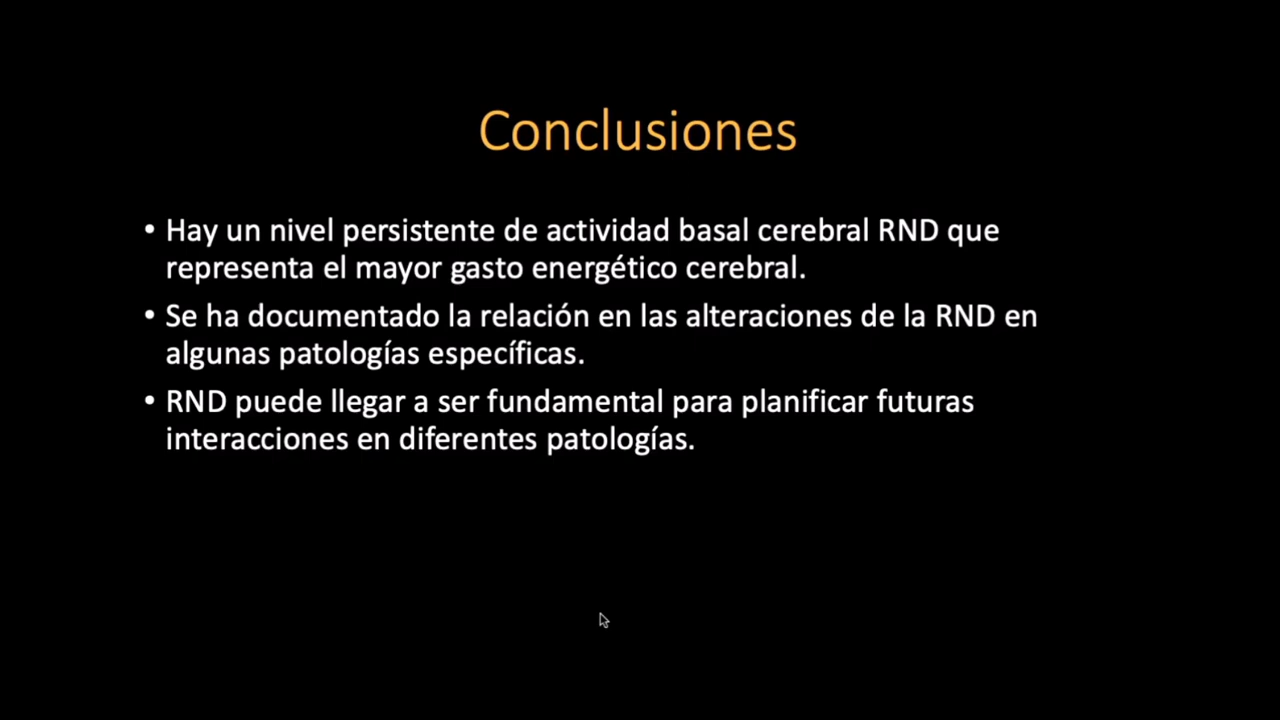 Conclusiones
• Hay un nivel persistente de actividad basal cerebral RND que
representa el mayor gasto energético cerebral.
• Se ha documentado la relación en las alteraciones de la RND en
algunas patologías específicas.
• RND puede llegar a ser fundamental para planificar futuras
interacciones en diferentes patologías.